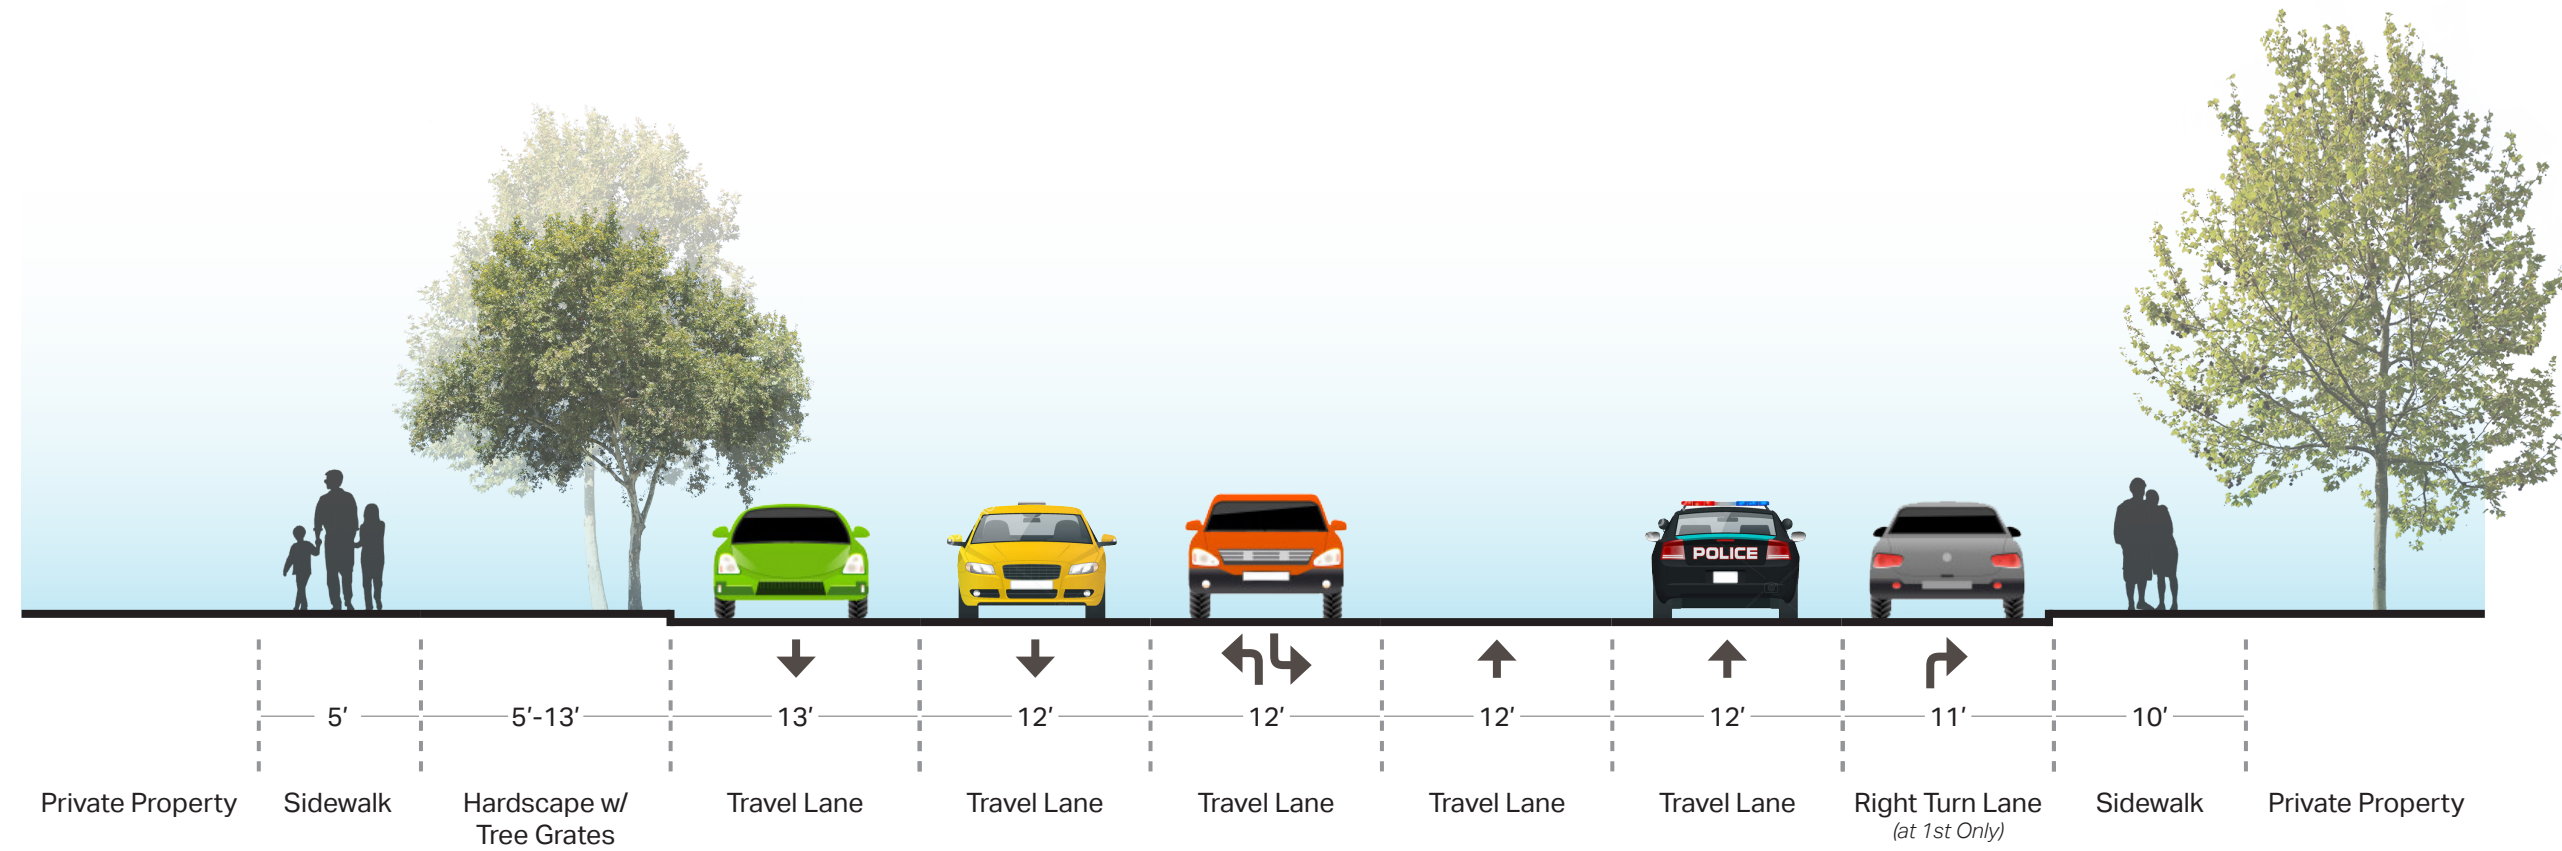 POLICE
5′
5′-13′
13′
12′
12′
12′
12′
11′
10′
Private Property
Sidewalk
Hardscape w/
Tree Grates
Travel Lane
Travel Lane
Travel Lane
Travel Lane
Travel Lane
Right Turn Lane
(at 1st Only)
Sidewalk
Private Property